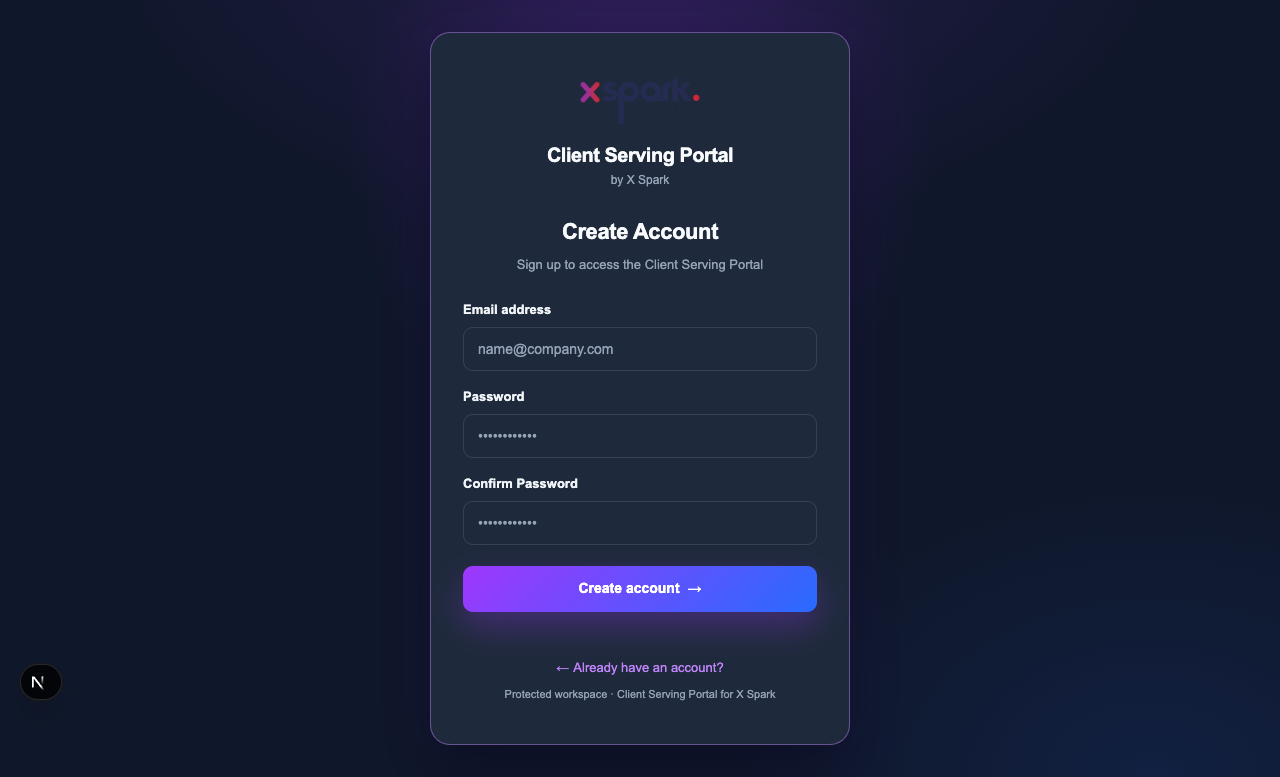 xspark.
Client Serving Portal
by X Spark
Create Account
Sign up to access the Client Serving Portal
Email address
name@company.com
Password
••••••••••••
Confirm Password
••••••••••••
Create account →
← Already have an account?
Protected workspace · Client Serving Portal for X Spark
N